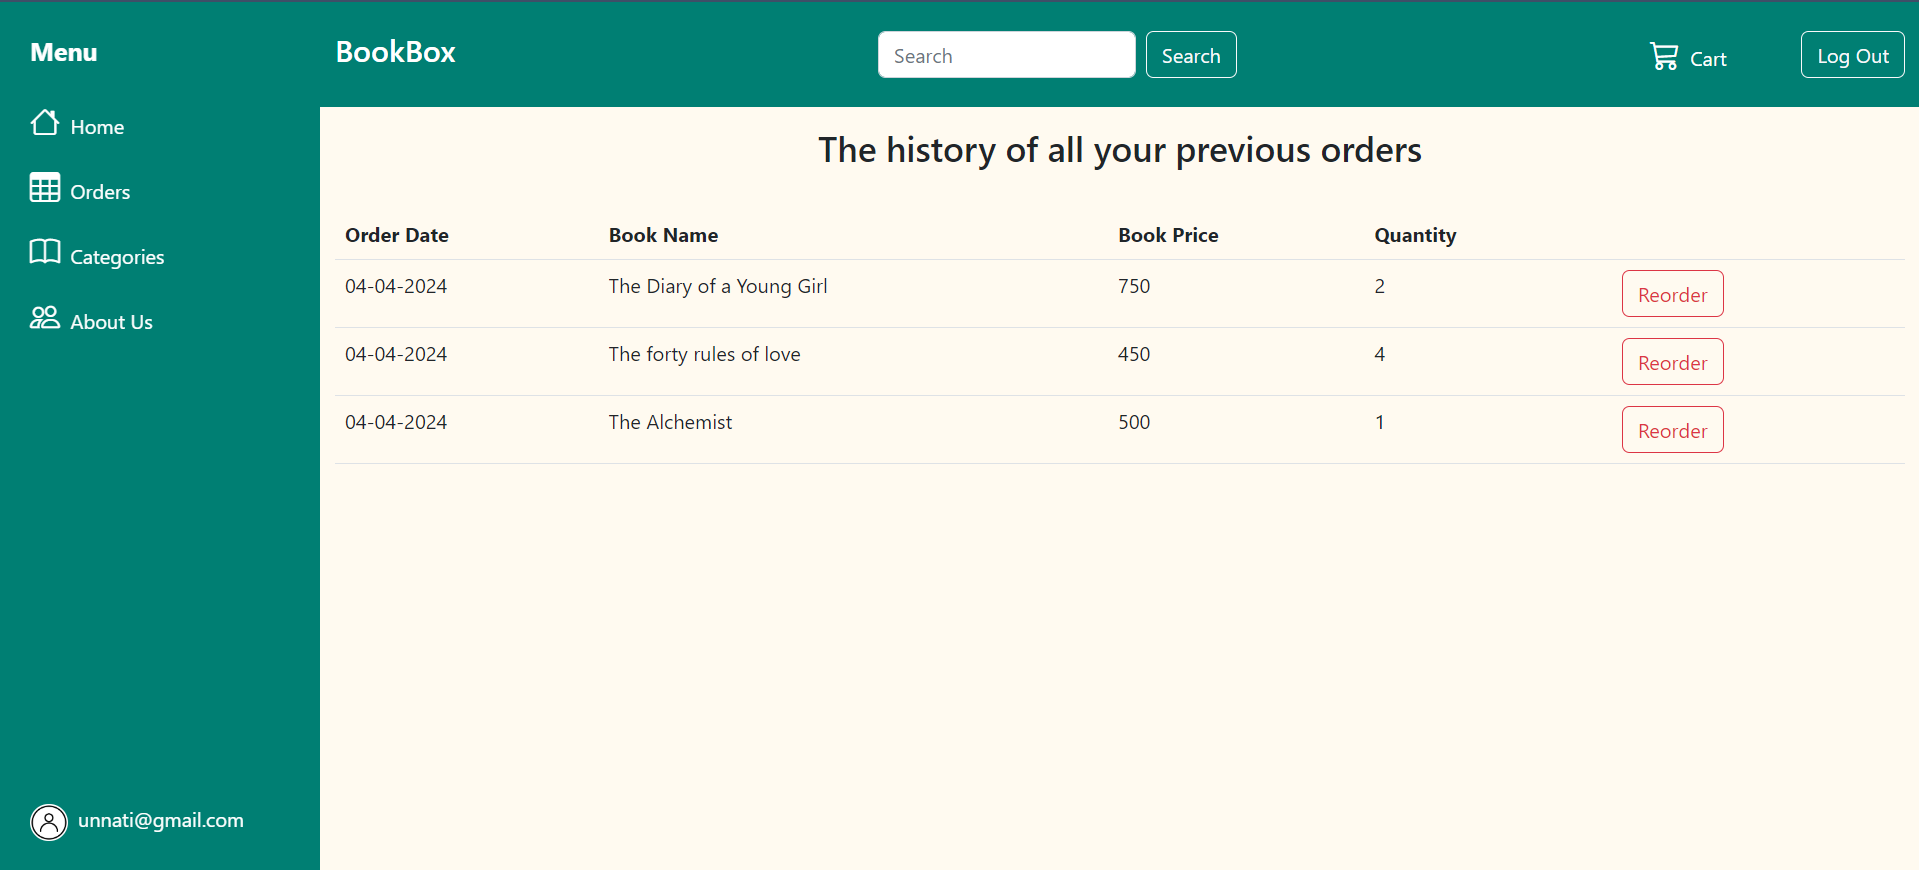 Menu
BookBox
Search Search
Cart
Log Out
Home
Orders
Categories
About Us
unnati@gmail.com
The history of all your previous orders
Order Date Book Name Book Price Quantity
04-04-2024 The Diary of a Young Girl 750 2 Reorder
04-04-2024 The forty rules of love 450 4 Reorder
04-04-2024 The Alchemist 500 1 Reorder